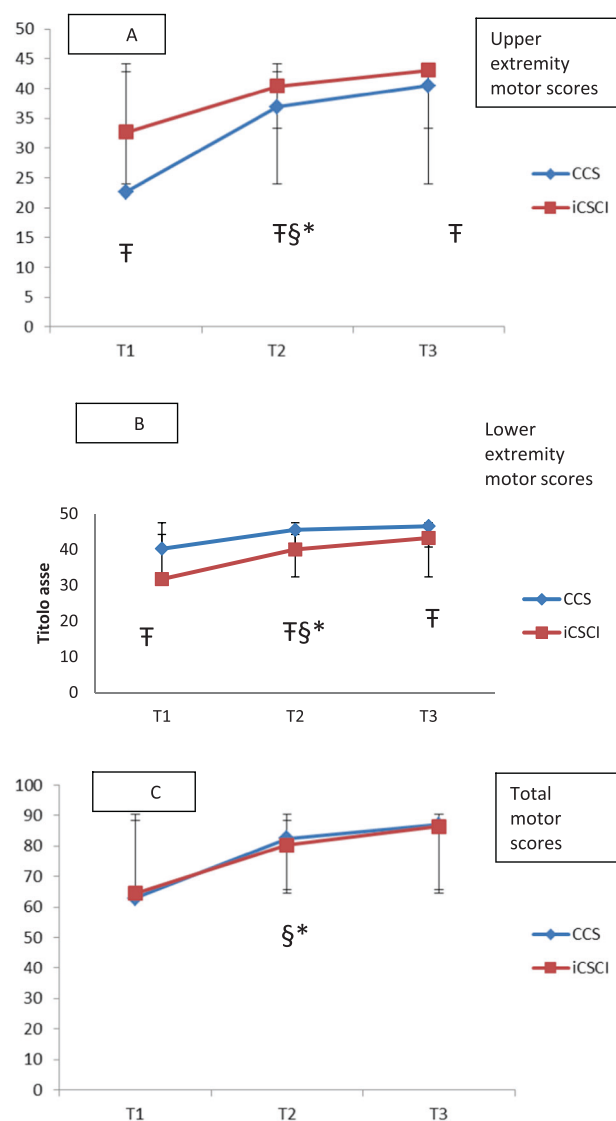 A
Upper
extremity
motor scores
50
45
40
35
30
25
20
15
10
5
0
Ŧ
Ŧ§*
Ŧ
T1
T2
T3
CCS
iCSCI
B
Lower
extremity
motor scores
Titolo asse
50
40
30
20
10
0
Ŧ
Ŧ§*
Ŧ
T1
T2
T3
CCS
iCSCI
C
Total
motor
scores
100
90
80
70
60
50
40
30
20
10
0
§*
T1
T2
T3
CCS
iCSCI